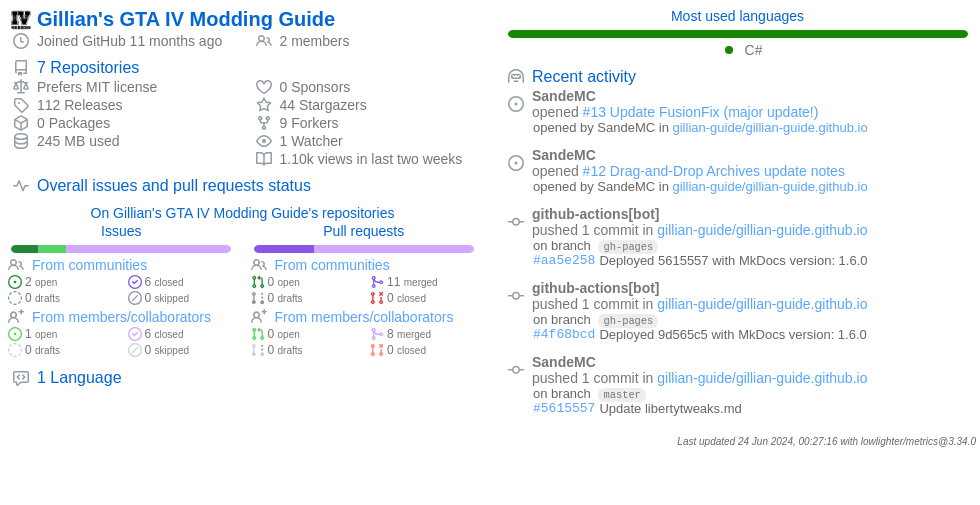 Gillian's GTA IV Modding Guide
Joined GitHub 11 months ago
2 members
7 Repositories
Prefers MIT license
0 Sponsors
112 Releases
44 Stargazers
0 Packages
9 Forkers
245 MB used
1 Watcher
1.10k views in last two weeks
Overall issues and pull requests status
On Gillian's GTA IV Modding Guide's repositories
Issues
Pull requests
From communities
From communities
2 open
6 closed
0 open
11 merged
0 drafts
0 skipped
0 drafts
0 closed
From members/collaborators
From members/collaborators
1 open
6 closed
0 open
8 merged
0 drafts
0 skipped
0 drafts
0 closed
1 Language
Most used languages
C#
Recent activity
SandeMC
opened #13 Update FusionFix (major update!)
opened by SandeMC in gillian-guide/gillian-guide.github.io
SandeMC
opened #12 Drag-and-Drop Archives update notes
opened by SandeMC in gillian-guide/gillian-guide.github.io
github-actions[bot]
pushed 1 commit in gillian-guide/gillian-guide.github.io
on branch gh-pages
#aa5e258 Deployed 5615557 with MkDocs version: 1.6.0
github-actions[bot]
pushed 1 commit in gillian-guide/gillian-guide.github.io
on branch gh-pages
#4f68bcd Deployed 9d565c5 with MkDocs version: 1.6.0
SandeMC
pushed 1 commit in gillian-guide/gillian-guide.github.io
on branch master
#5615557 Update libertytweaks.md
Last updated 24 Jun 2024, 00:27:16 with lowlighter/metrics@3.34.0